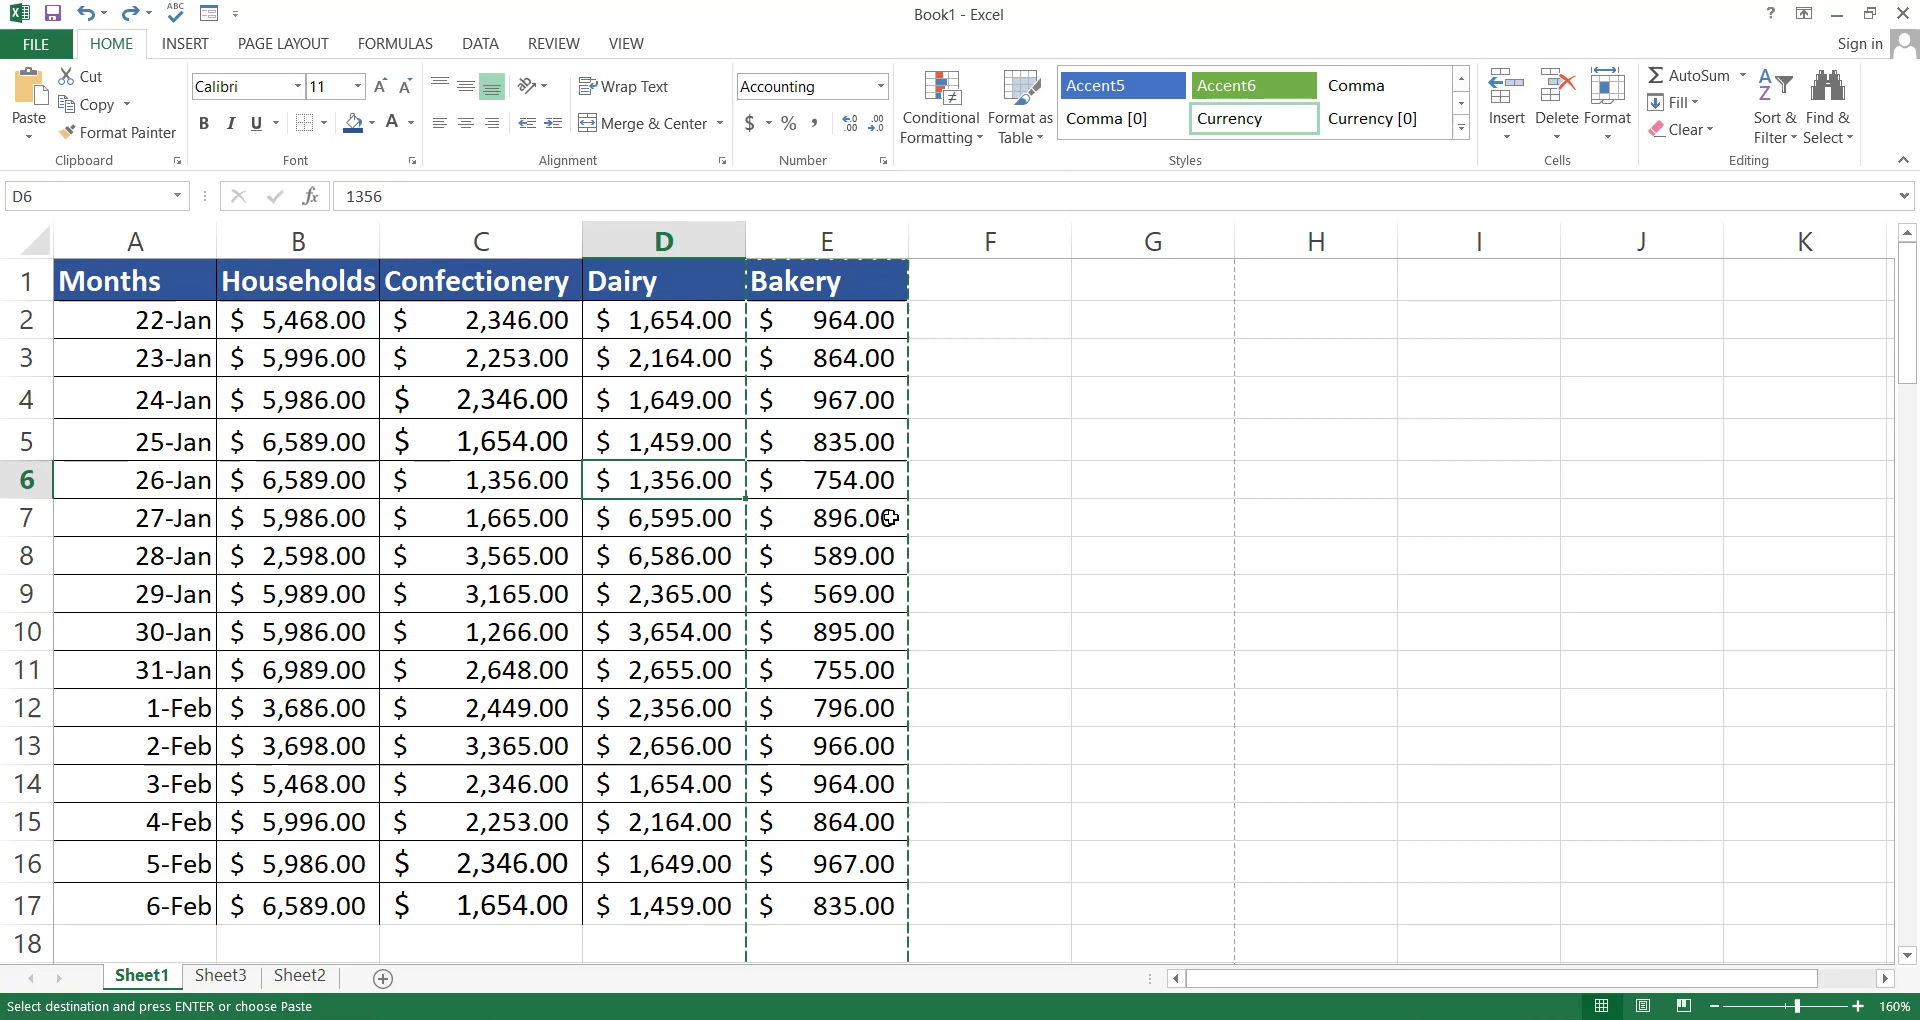 Book1 - Excel
?
FILE HOME INSERT PAGE LAYOUT FORMULAS DATA REVIEW VIEW Sign in
Paste Cut Copy Format Painter
Calibri 11
B I U A
Wrap Text
Merge & Center
Accounting
$ % ,
Conditional Formatting
Format as Table
Accent5 Accent6 Comma
Comma [0] Currency Currency [0]
Insert Delete Format
AutoSum
Fill
Clear
Sort & Filter
Find & Select
Clipboard Font Alignment Number Styles Cells Editing
D6 fx 1356
A B C D E F G H I J K
1 Months Households Confectionery Dairy Bakery
2 22-Jan $ 5,468.00 $ 2,346.00 $ 1,654.00 $ 964.00
3 23-Jan $ 5,996.00 $ 2,253.00 $ 2,164.00 $ 864.00
4 24-Jan $ 5,986.00 $ 2,346.00 $ 1,649.00 $ 967.00
5 25-Jan $ 6,589.00 $ 1,654.00 $ 1,459.00 $ 835.00
6 26-Jan $ 6,589.00 $ 1,356.00 $ 1,356.00 $ 754.00
7 27-Jan $ 5,986.00 $ 1,665.00 $ 6,595.00 $ 896.00
8 28-Jan $ 2,598.00 $ 3,565.00 $ 6,586.00 $ 589.00
9 29-Jan $ 5,989.00 $ 3,165.00 $ 2,365.00 $ 569.00
10 30-Jan $ 5,986.00 $ 1,266.00 $ 3,654.00 $ 895.00
11 31-Jan $ 6,989.00 $ 2,648.00 $ 2,655.00 $ 755.00
12 1-Feb $ 3,686.00 $ 2,449.00 $ 2,356.00 $ 796.00
13 2-Feb $ 3,698.00 $ 3,365.00 $ 2,656.00 $ 966.00
14 3-Feb $ 5,468.00 $ 2,346.00 $ 1,654.00 $ 964.00
15 4-Feb $ 5,996.00 $ 2,253.00 $ 2,164.00 $ 864.00
16 5-Feb $ 5,986.00 $ 2,346.00 $ 1,649.00 $ 967.00
17 6-Feb $ 6,589.00 $ 1,654.00 $ 1,459.00 $ 835.00
18
Sheet1 Sheet3 Sheet2
Select destination and press ENTER or choose Paste 160%